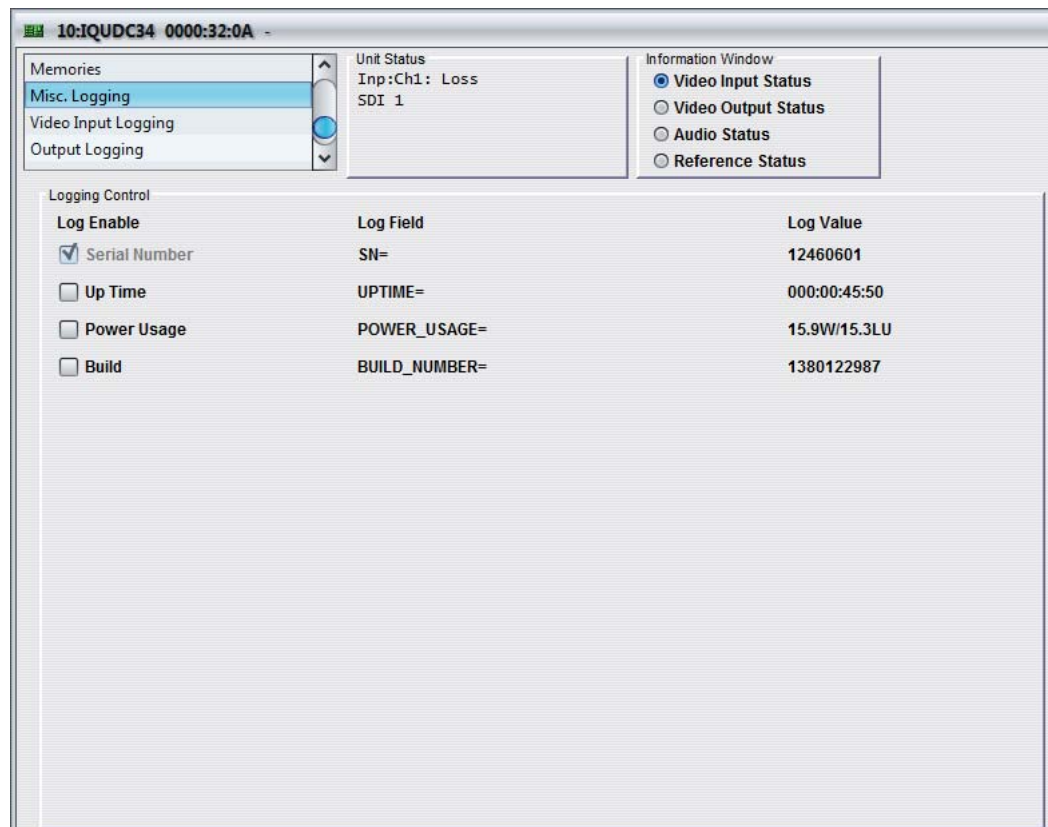 10:IQUDC34 0000:32:0A -
Memories
Misc. Logging
Video Input Logging
Output Logging
Unit Status
Inp:Ch1: Loss
SDI 1
Information Window
Video Input Status
Video Output Status
Audio Status
Reference Status
Logging Control
Log Enable Log Field Log Value
Serial Number SN= 12460601
Up Time UPTIME= 000:00:45:50
Power Usage POWER_USAGE= 15.9W/15.3LU
Build BUILD_NUMBER= 1380122987